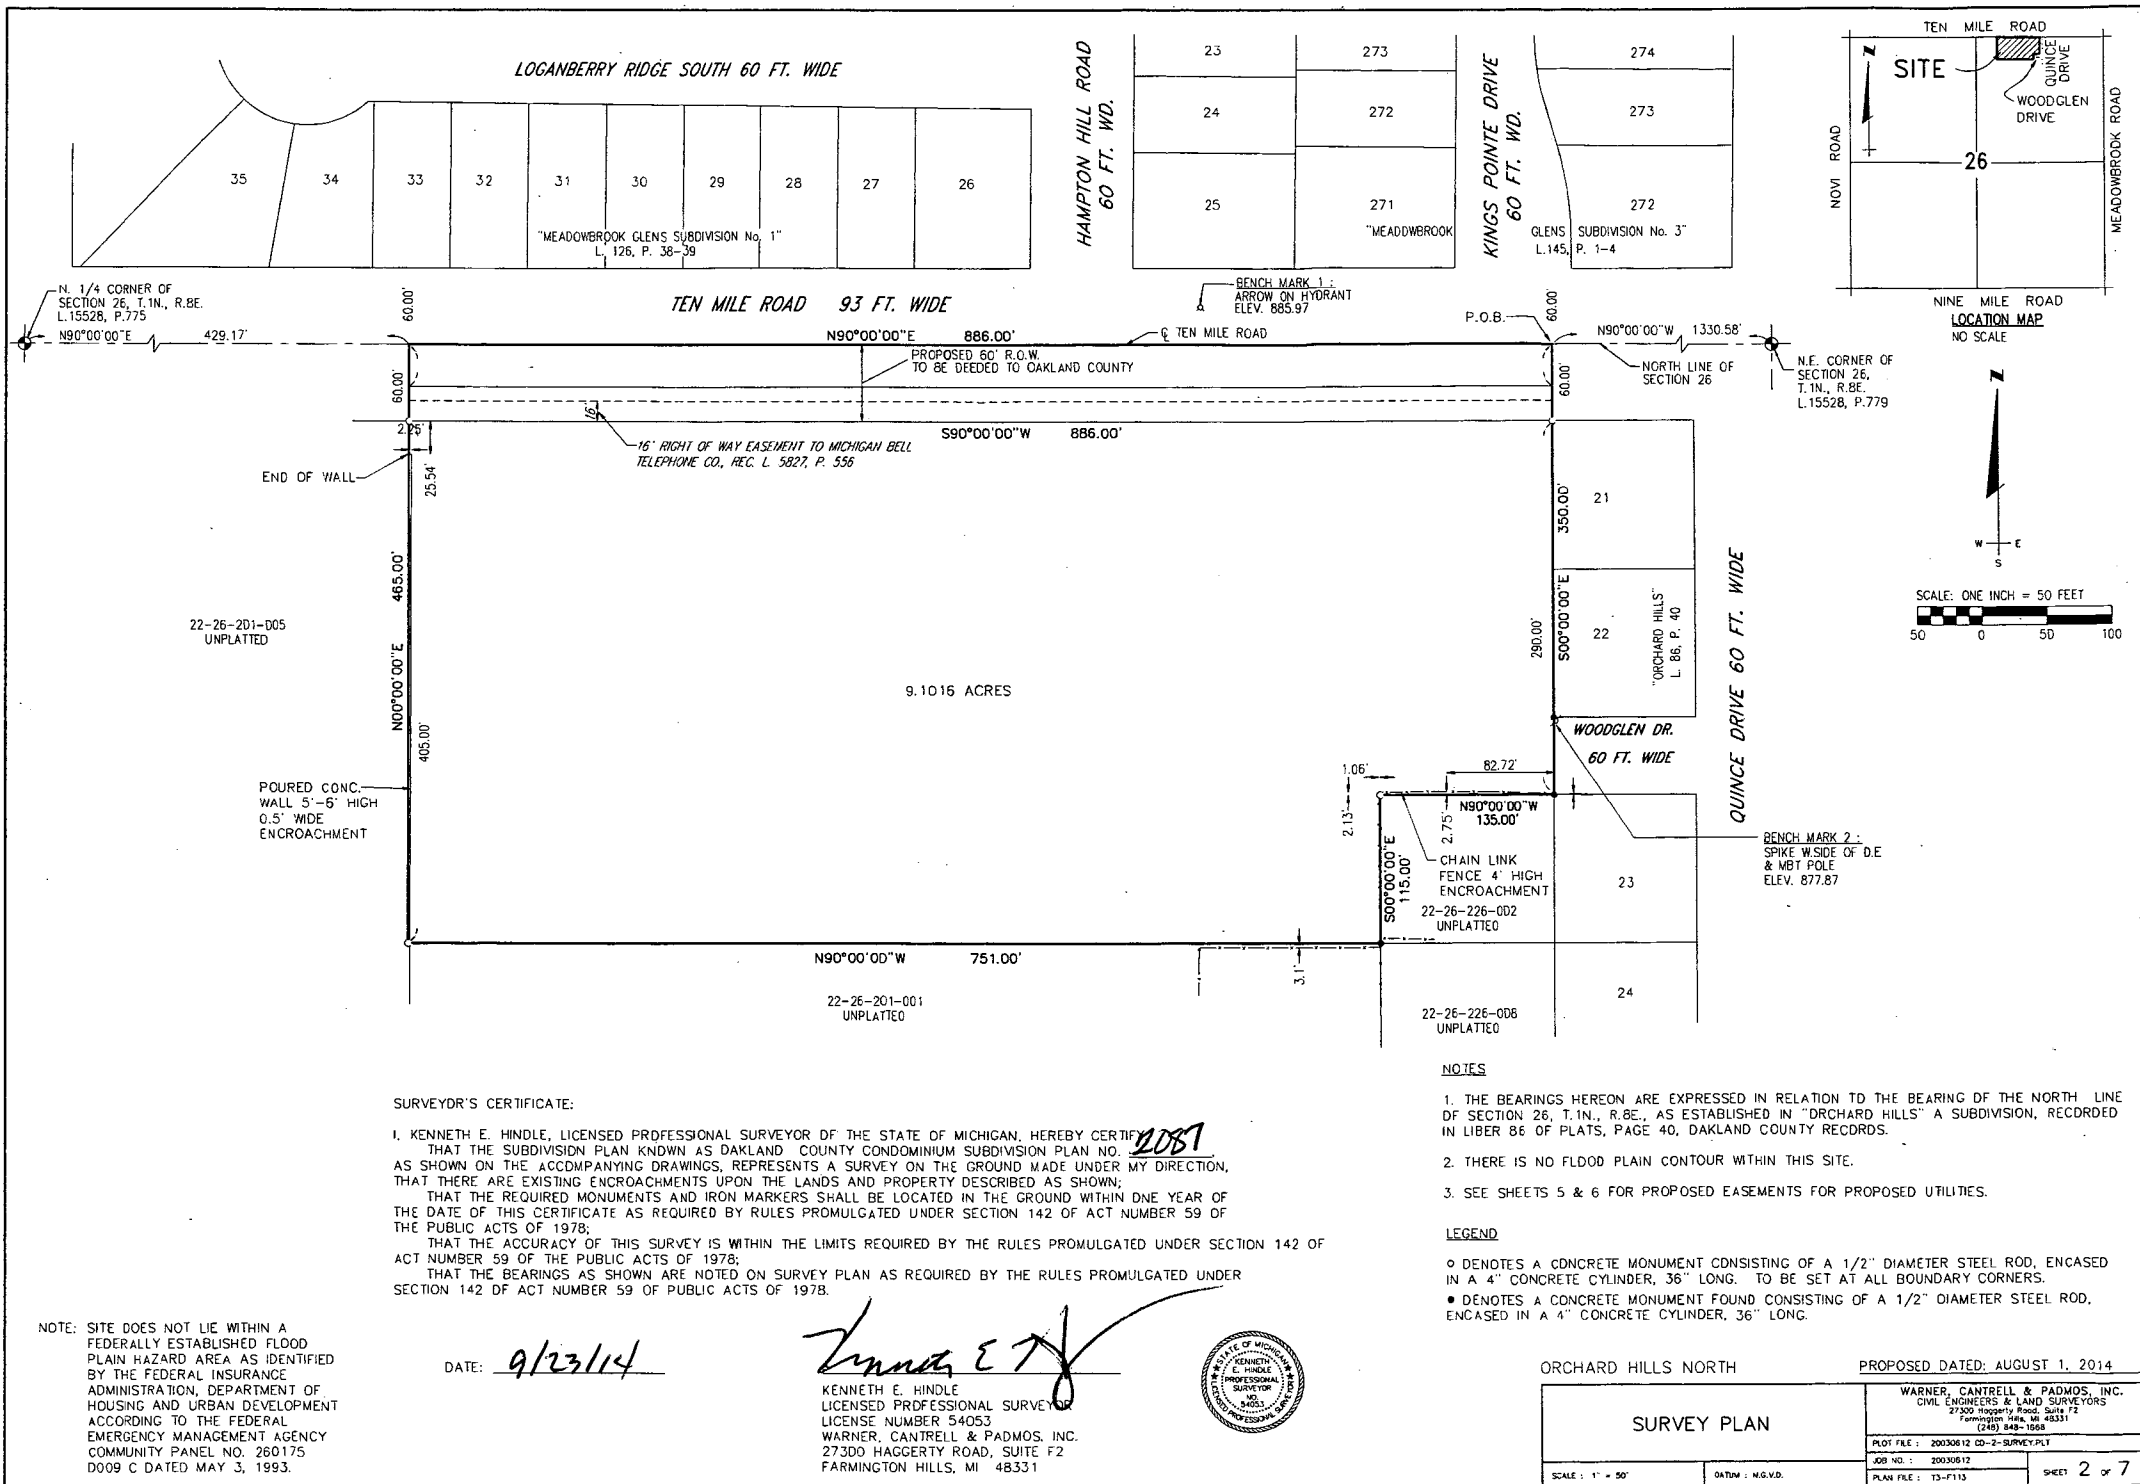 LOGANBERRY RIDGE SOUTH 60 FT. WIDE
35
34
33
32
31
30
29
28
27
26
"MEADOWBROOK GLENS SUBDIVISION No. 1"
L. 126, P. 38-39
HAMPTON HILL ROAD
60 FT. WD.
23
273
24
272
25
271
"MEADOWBROOK
KINGS POINTE DRIVE
60 FT. WD.
274
273
272
GLENS SUBDIVISION No. 3"
L.145, P. 1-4
TEN MILE ROAD
SITE
QUINCE
DRIVE
WOODGLEN
DRIVE
NOVI ROAD
26
MEADOWBROOK ROAD
NINE MILE ROAD
LOCATION MAP
NO SCALE
N. 1/4 CORNER OF
SECTION 26, T.1N., R.8E.
L.15528, P.775
N90°00'00"E 429.17'
60.00'
TEN MILE ROAD 93 FT. WIDE
BENCH MARK 1 :
ARROW ON HYDRANT
ELEV. 885.97
P.O.B.
60.00'
N90°00'00"W 1330.58'
N90°00'00"E 886.00'
℄ TEN MILE ROAD
NORTH LINE OF
SECTION 26
N.E. CORNER OF
SECTION 26,
T.1N., R.8E.
L.15528, P.779
PROPOSED 60' R.O.W.
TO BE DEEDED TO OAKLAND COUNTY
60.00'
60.00'
16'
2.25'
S90°00'00"W 886.00'
16' RIGHT OF WAY EASEMENT TO MICHIGAN BELL
TELEPHONE CO., REC. L. 5827, P. 556
END OF WALL
25.54'
N00°00'00"E 465.00'
405.00'
22-26-201-005
UNPLATTED
9.1016 ACRES
POURED CONC.
WALL 5'-6' HIGH
0.5' WIDE
ENCROACHMENT
S00°00'00"E 350.00'
290.00'
21
22
"ORCHARD HILLS"
L. 86, P. 40
QUINCE DRIVE 60 FT. WIDE
N
W E
S
SCALE: ONE INCH = 50 FEET
50 0 50 100
WOODGLEN DR.
60 FT. WIDE
1.06'
82.72'
2.13'
2.75'
N90°00'00"W
135.00'
S00°00'00"E
115.00'
CHAIN LINK
FENCE 4' HIGH
ENCROACHMENT
22-26-226-002
UNPLATTED
BENCH MARK 2 :
SPIKE W.SIDE OF D.E
& MBT POLE
ELEV. 877.87
23
24
N90°00'00"W 751.00'
3.1'
22-26-201-001
UNPLATTED
22-26-226-008
UNPLATTED
SURVEYOR'S CERTIFICATE:
I, KENNETH E. HINDLE, LICENSED PROFESSIONAL SURVEYOR OF THE STATE OF MICHIGAN, HEREBY CERTIFY
THAT THE SUBDIVISION PLAN KNOWN AS OAKLAND COUNTY CONDOMINIUM SUBDIVISION PLAN NO. 2087,
AS SHOWN ON THE ACCOMPANYING DRAWINGS, REPRESENTS A SURVEY ON THE GROUND MADE UNDER MY DIRECTION,
THAT THERE ARE EXISTING ENCROACHMENTS UPON THE LANDS AND PROPERTY DESCRIBED AS SHOWN;
THAT THE REQUIRED MONUMENTS AND IRON MARKERS SHALL BE LOCATED IN THE GROUND WITHIN ONE YEAR OF
THE DATE OF THIS CERTIFICATE AS REQUIRED BY RULES PROMULGATED UNDER SECTION 142 OF ACT NUMBER 59 OF
THE PUBLIC ACTS OF 1978;
THAT THE ACCURACY OF THIS SURVEY IS WITHIN THE LIMITS REQUIRED BY THE RULES PROMULGATED UNDER SECTION 142 OF
ACT NUMBER 59 OF THE PUBLIC ACTS OF 1978;
THAT THE BEARINGS AS SHOWN ARE NOTED ON SURVEY PLAN AS REQUIRED BY THE RULES PROMULGATED UNDER
SECTION 142 OF ACT NUMBER 59 OF PUBLIC ACTS OF 1978.
NOTES
1. THE BEARINGS HEREON ARE EXPRESSED IN RELATION TO THE BEARING OF THE NORTH LINE
OF SECTION 26, T.1N., R.8E., AS ESTABLISHED IN "ORCHARD HILLS" A SUBDIVISION, RECORDED
IN LIBER 86 OF PLATS, PAGE 40, OAKLAND COUNTY RECORDS.
2. THERE IS NO FLOOD PLAIN CONTOUR WITHIN THIS SITE.
3. SEE SHEETS 5 & 6 FOR PROPOSED EASEMENTS FOR PROPOSED UTILITIES.
LEGEND
○ DENOTES A CONCRETE MONUMENT CONSISTING OF A 1/2" DIAMETER STEEL ROD, ENCASED
IN A 4" CONCRETE CYLINDER, 36" LONG. TO BE SET AT ALL BOUNDARY CORNERS.
● DENOTES A CONCRETE MONUMENT FOUND CONSISTING OF A 1/2" DIAMETER STEEL ROD,
ENCASED IN A 4" CONCRETE CYLINDER, 36" LONG.
NOTE: SITE DOES NOT LIE WITHIN A
FEDERALLY ESTABLISHED FLOOD
PLAIN HAZARD AREA AS IDENTIFIED
BY THE FEDERAL INSURANCE
ADMINISTRATION, DEPARTMENT OF
HOUSING AND URBAN DEVELOPMENT
ACCORDING TO THE FEDERAL
EMERGENCY MANAGEMENT AGENCY
COMMUNITY PANEL NO. 260175
0009 C DATED MAY 3, 1993.
DATE: 9/23/14
Kenneth E H
KENNETH E. HINDLE
LICENSED PROFESSIONAL SURVEYOR
LICENSE NUMBER 54053
WARNER, CANTRELL & PADMOS, INC.
27300 HAGGERTY ROAD, SUITE F2
FARMINGTON HILLS, MI 48331
STATE OF MICHIGAN
KENNETH
E. HINDLE
PROFESSIONAL
SURVEYOR
NO.
54053
LICENSED PROFESSIONAL SURVEYOR
ORCHARD HILLS NORTH
PROPOSED DATED: AUGUST 1, 2014
SURVEY PLAN
WARNER, CANTRELL & PADMOS, INC.
CIVIL ENGINEERS & LAND SURVEYORS
27300 Haggerty Road, Suite F2
Farmington Hills, MI 48331
(248) 848-1666
PLOT FILE : 20030612 CD-2-SURVEY.PLT
JOB NO. : 20030612
SCALE : 1" = 50'
DATUM : N.G.V.D.
PLAN FILE : T3-F113
SHEET 2 OF 7